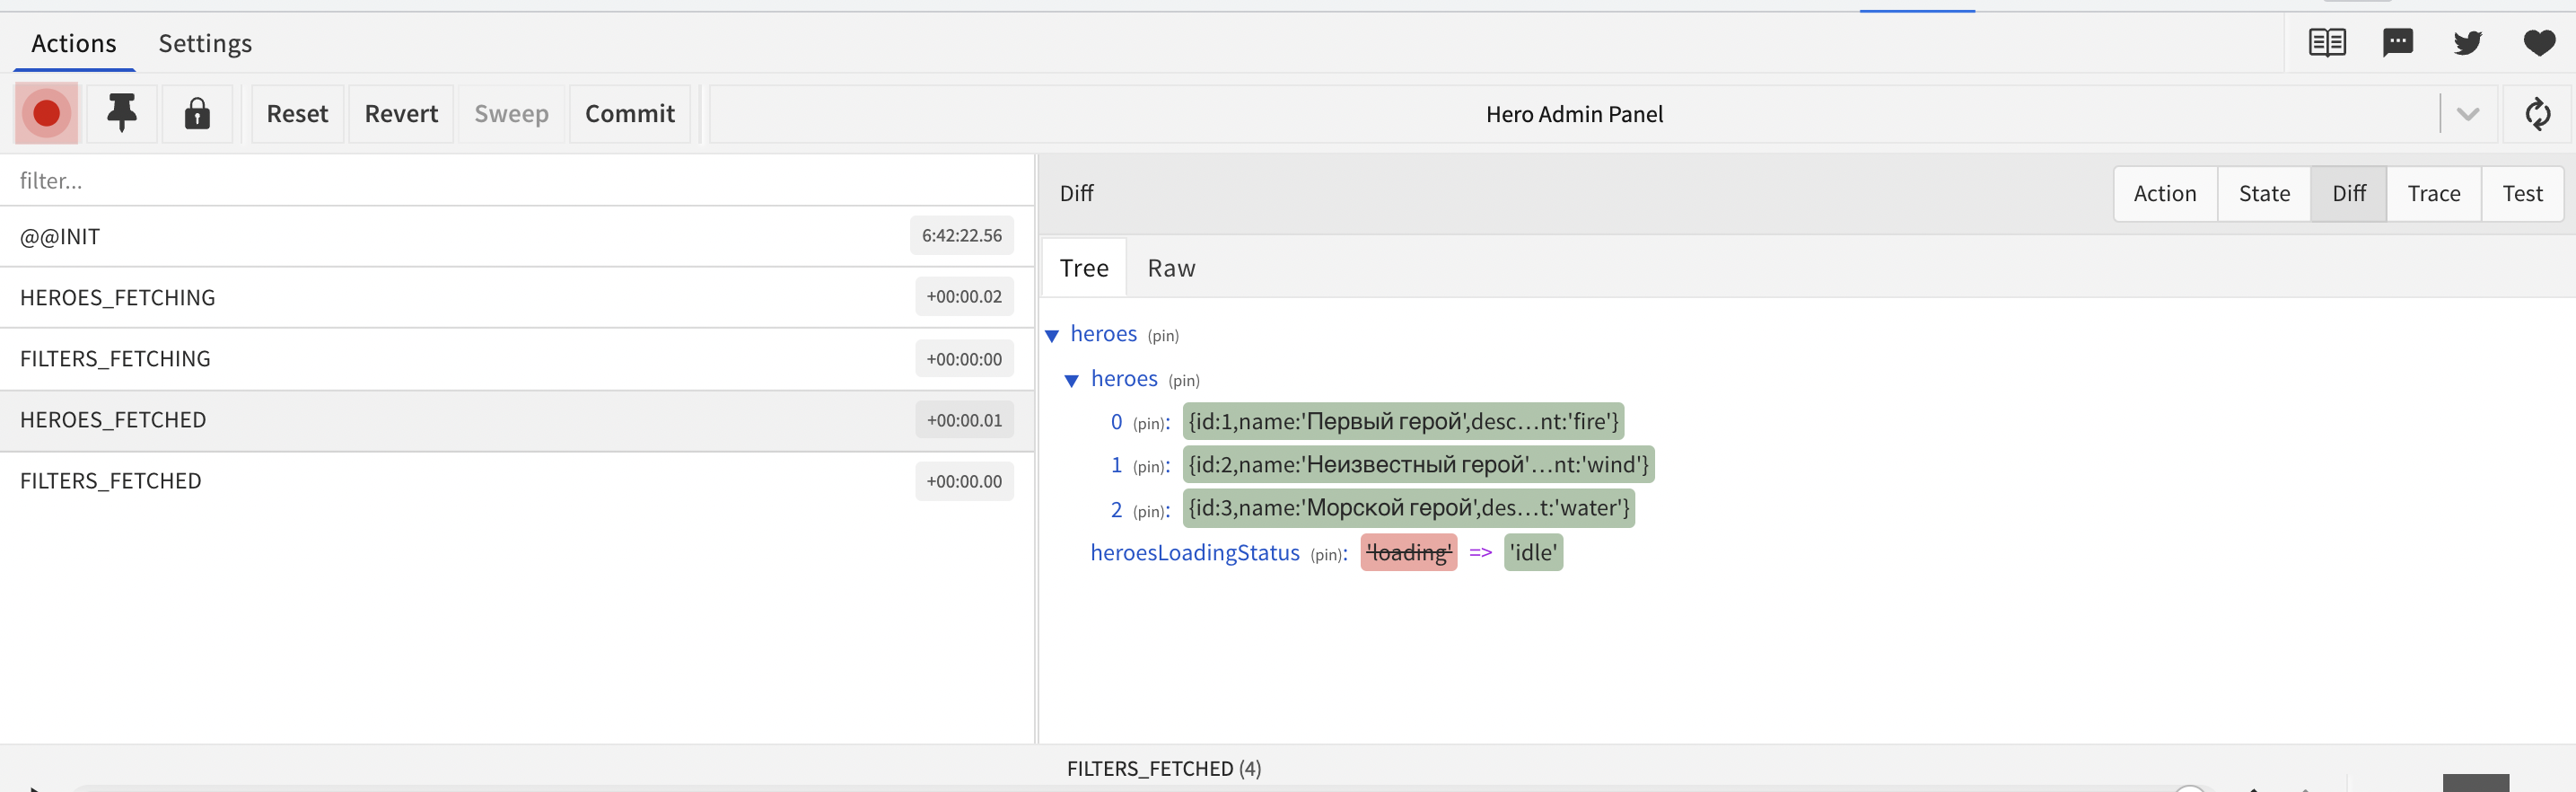 Actions Settings
Reset Revert Sweep Commit Hero Admin Panel
filter...
@@INIT 6:42:22.56
HEROES_FETCHING +00:00.02
FILTERS_FETCHING +00:00:00
HEROES_FETCHED +00:00.01
FILTERS_FETCHED +00:00.00
Diff Action State Diff Trace Test
Tree Raw
heroes (pin)
heroes (pin)
0 (pin): {id:1,name:'Первый герой',desc…nt:'fire'}
1 (pin): {id:2,name:'Неизвестный герой'…nt:'wind'}
2 (pin): {id:3,name:'Морской герой',des…t:'water'}
heroesLoadingStatus (pin): 'loading' => 'idle'
FILTERS_FETCHED (4)